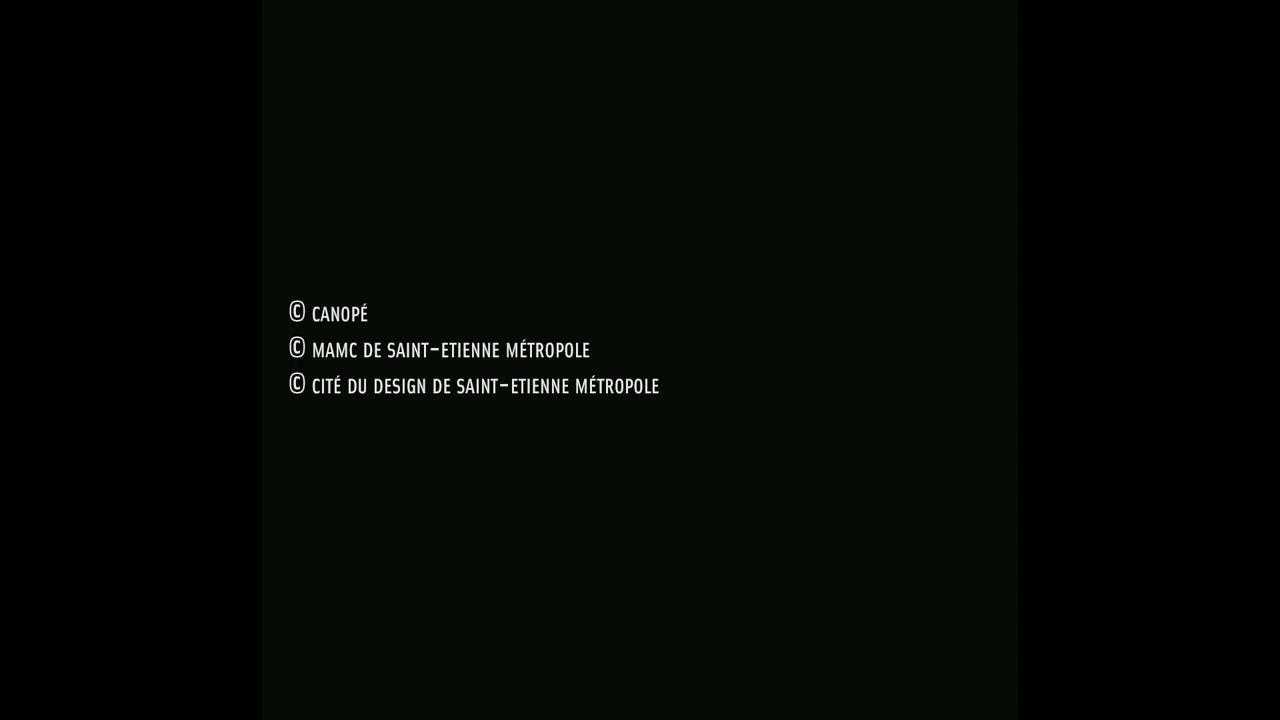 © CANOPÉ
© MAMC DE SAINT-ETIENNE MÉTROPOLE
© CITÉ DU DESIGN DE SAINT-ETIENNE MÉTROPOLE